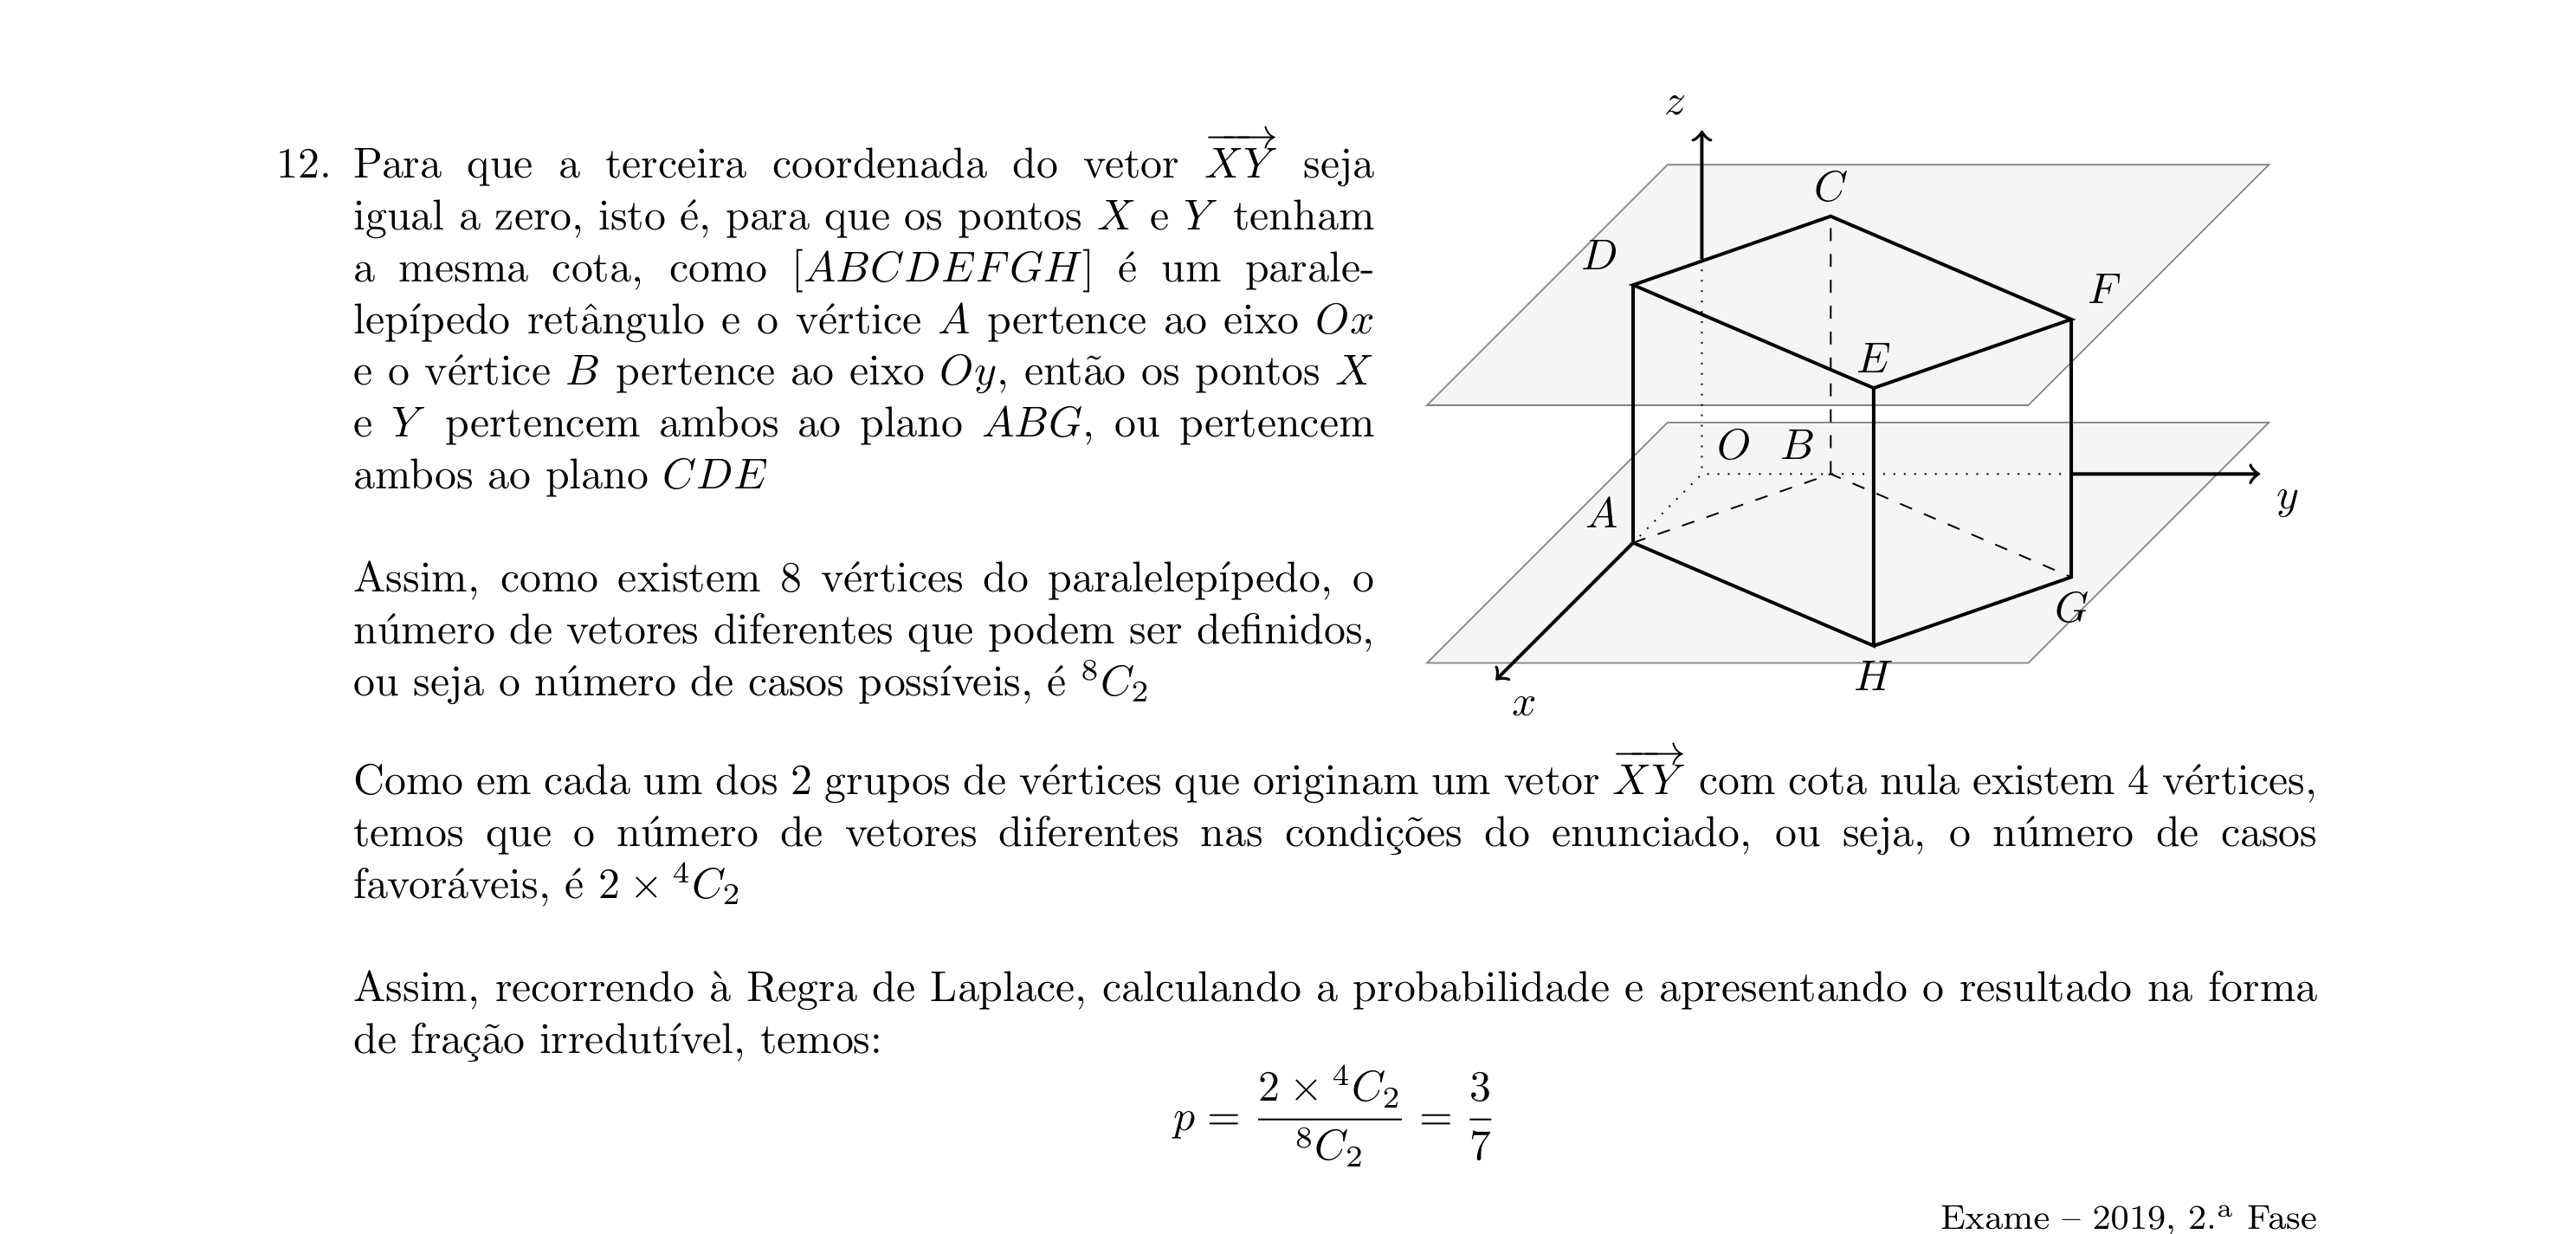 12. Para que a terceira coordenada do vetor $\overrightarrow{XY}$ seja
igual a zero, isto é, para que os pontos X e Y tenham
a mesma cota, como [ABCDEFGH] é um parale-
lepípedo retângulo e o vértice A pertence ao eixo Ox
e o vértice B pertence ao eixo Oy, então os pontos X
e Y pertencem ambos ao plano ABG, ou pertencem
ambos ao plano CDE
Assim, como existem 8 vértices do paralelepípedo, o
número de vetores diferentes que podem ser definidos,
ou seja o número de casos possíveis, é $^8C_2$
z
C
D
F
E
O
B
y
A
G
H
x
Como em cada um dos 2 grupos de vértices que originam um vetor $\overrightarrow{XY}$ com cota nula existem 4 vértices,
temos que o número de vetores diferentes nas condições do enunciado, ou seja, o número de casos
favoráveis, é $2 \times {}^4C_2$
Assim, recorrendo à Regra de Laplace, calculando a probabilidade e apresentando o resultado na forma
de fração irredutível, temos:
$p = \frac{2 \times {}^4C_2}{^8C_2} = \frac{3}{7}$
Exame – 2019, 2.ª Fase